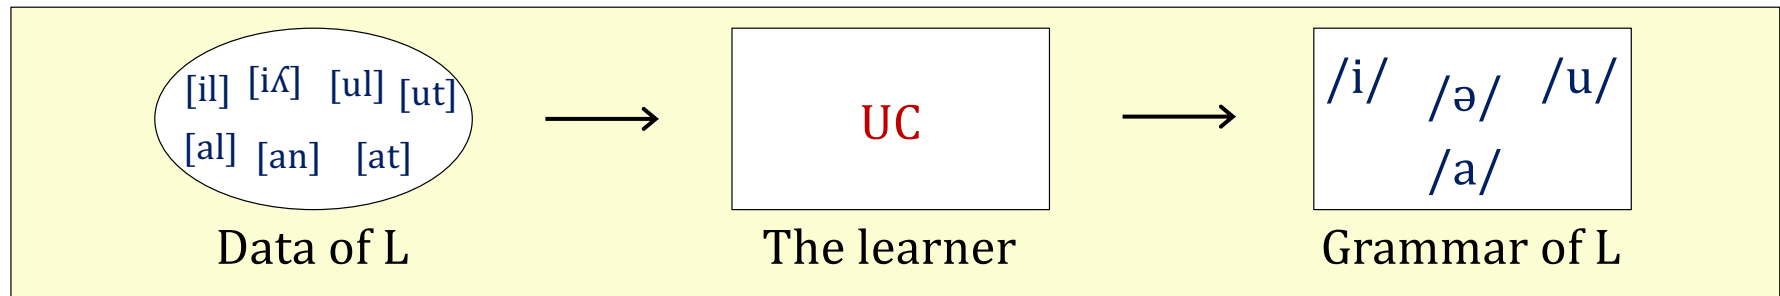 [il] [iʎ] [ul] [ut]
[al] [an] [at]
UC
/i/ /ə/ /u/
/a/
Data of L
The learner
Grammar of L